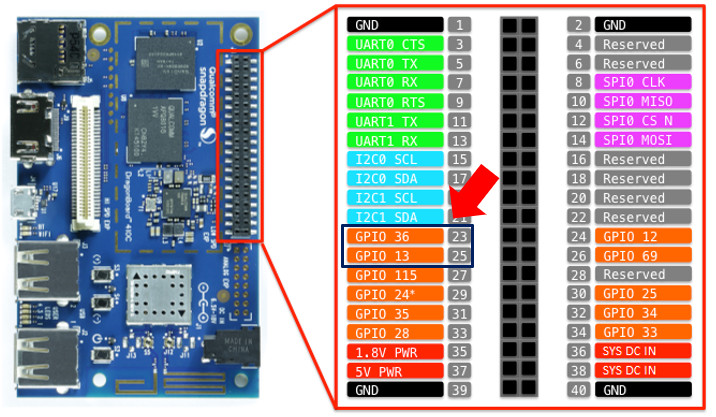 Qualcomm
snapdragon
QUALCOMM
APQ8016
DragonBoard 410C
MADE IN
CHINA
GND 1 2 GND
UART0 CTS 3 4 Reserved
UART0 TX 5 6 Reserved
UART0 RX 7 8 SPI0 CLK
UART0 RTS 9 10 SPI0 MISO
UART1 TX 11 12 SPI0 CS N
UART1 RX 13 14 SPI0 MOSI
I2C0 SCL 15 16 Reserved
I2C0 SDA 17 18 Reserved
I2C1 SCL 20 Reserved
I2C1 SDA 21 22 Reserved
GPIO 36 23 24 GPIO 12
GPIO 13 25 26 GPIO 69
GPIO 115 27 28 Reserved
GPIO 24* 29 30 GPIO 25
GPIO 35 31 32 GPIO 34
GPIO 28 33 34 GPIO 33
1.8V PWR 35 36 SYS DC IN
5V PWR 37 38 SYS DC IN
GND 39 40 GND